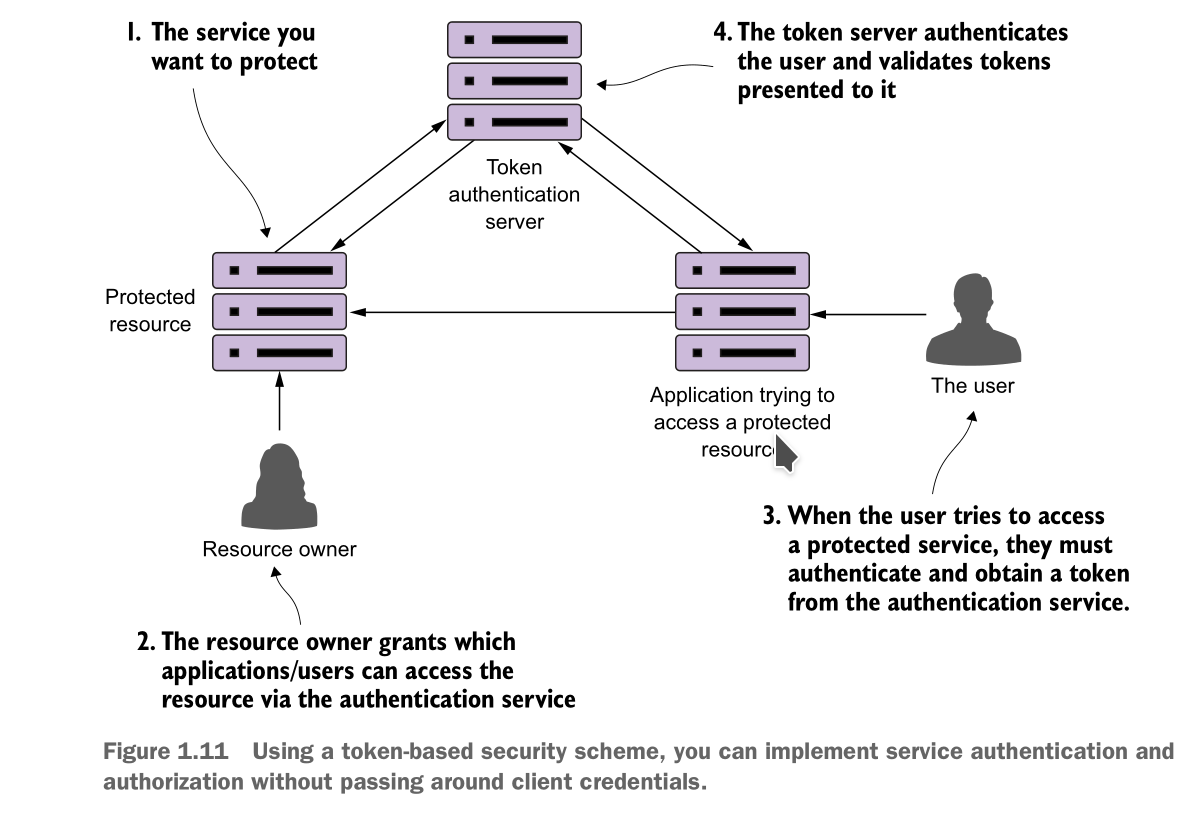 1. The service you
want to protect
4. The token server authenticates
the user and validates tokens
presented to it
Token
authentication
server
Protected
resource
Application trying to
access a protected
resourc
The user
Resource owner
3. When the user tries to access
a protected service, they must
authenticate and obtain a token
from the authentication service.
2. The resource owner grants which
applications/users can access the
resource via the authentication service
Figure 1.11 Using a token-based security scheme, you can implement service authentication and
authorization without passing around client credentials.